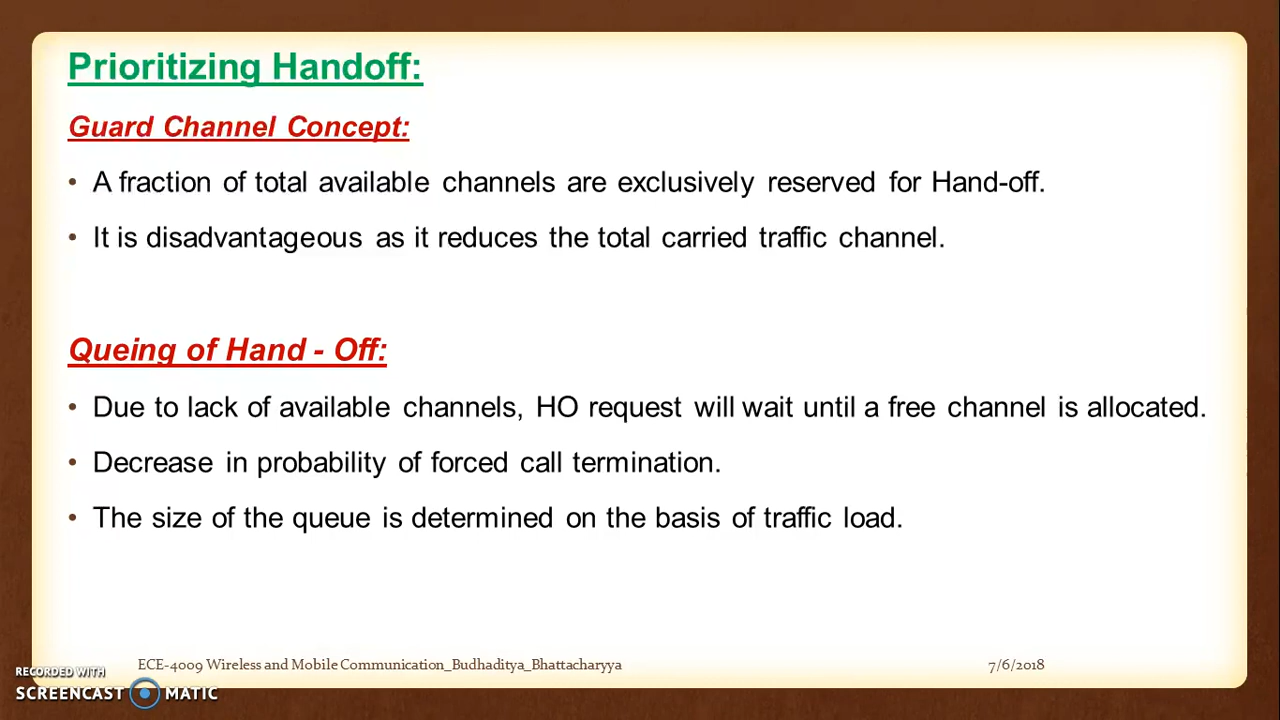 Prioritizing Handoff:
Guard Channel Concept:
• A fraction of total available channels are exclusively reserved for Hand-off.
• It is disadvantageous as it reduces the total carried traffic channel.
Queing of Hand - Off:
• Due to lack of available channels, HO request will wait until a free channel is allocated.
• Decrease in probability of forced call termination.
• The size of the queue is determined on the basis of traffic load.
ECE-4009 Wireless and Mobile Communication_Budhaditya_Bhattacharyya 7/6/2018
RECORDED WITH
SCREENCAST MATIC